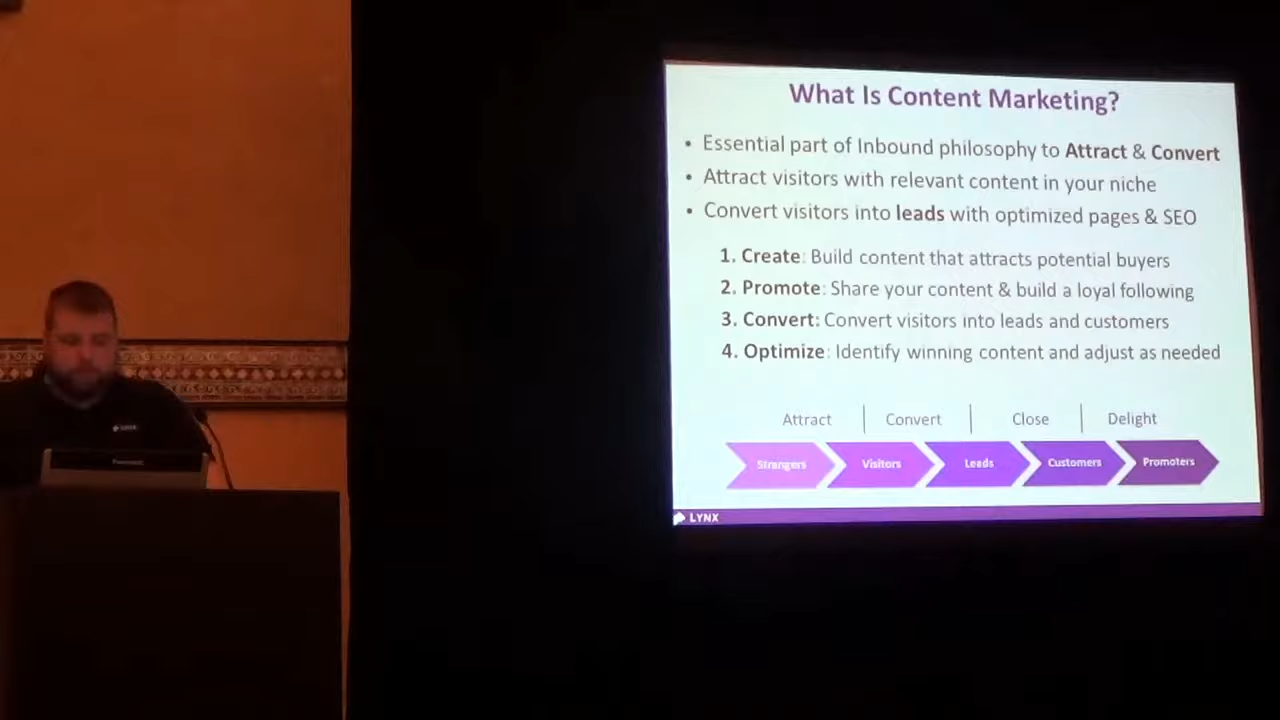 What Is Content Marketing?
• Essential part of Inbound philosophy to Attract & Convert
• Attract visitors with relevant content in your niche
• Convert visitors into leads with optimized pages & SEO
1. Create: Build content that attracts potential buyers
2. Promote: Share your content & build a loyal following
3. Convert: Convert visitors into leads and customers
4. Optimize: Identify winning content and adjust as needed
Attract | Convert | Close | Delight
Strangers Visitors Leads Customers Promoters
LYNX
LYNX